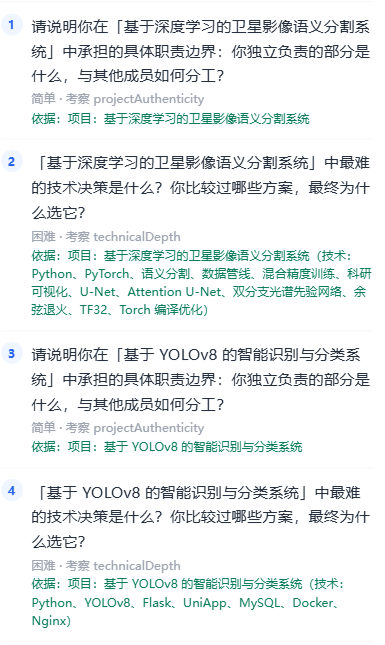 1
请说明你在「基于深度学习的卫星影像语义分割系
统」中承担的具体职责边界：你独立负责的部分是
什么，与其他成员如何分工？
简单 · 考察 projectAuthenticity
依据：项目：基于深度学习的卫星影像语义分割系统
2
「基于深度学习的卫星影像语义分割系统」中最难
的技术决策是什么？你比较过哪些方案，最终为什
么选它？
困难 · 考察 technicalDepth
依据：项目：基于深度学习的卫星影像语义分割系统（技术：
Python、PyTorch、语义分割、数据管线、混合精度训练、科研
可视化、U-Net、Attention U-Net、双分支光谱先验网络、余
弦退火、TF32、Torch 编译优化）
3
请说明你在「基于 YOLOv8 的智能识别与分类系
统」中承担的具体职责边界：你独立负责的部分是
什么，与其他成员如何分工？
简单 · 考察 projectAuthenticity
依据：项目：基于 YOLOv8 的智能识别与分类系统
4
「基于 YOLOv8 的智能识别与分类系统」中最难
的技术决策是什么？你比较过哪些方案，最终为什
么选它？
困难 · 考察 technicalDepth
依据：项目：基于 YOLOv8 的智能识别与分类系统（技术：
Python、YOLOv8、Flask、UniApp、MySQL、Docker、
Nginx）